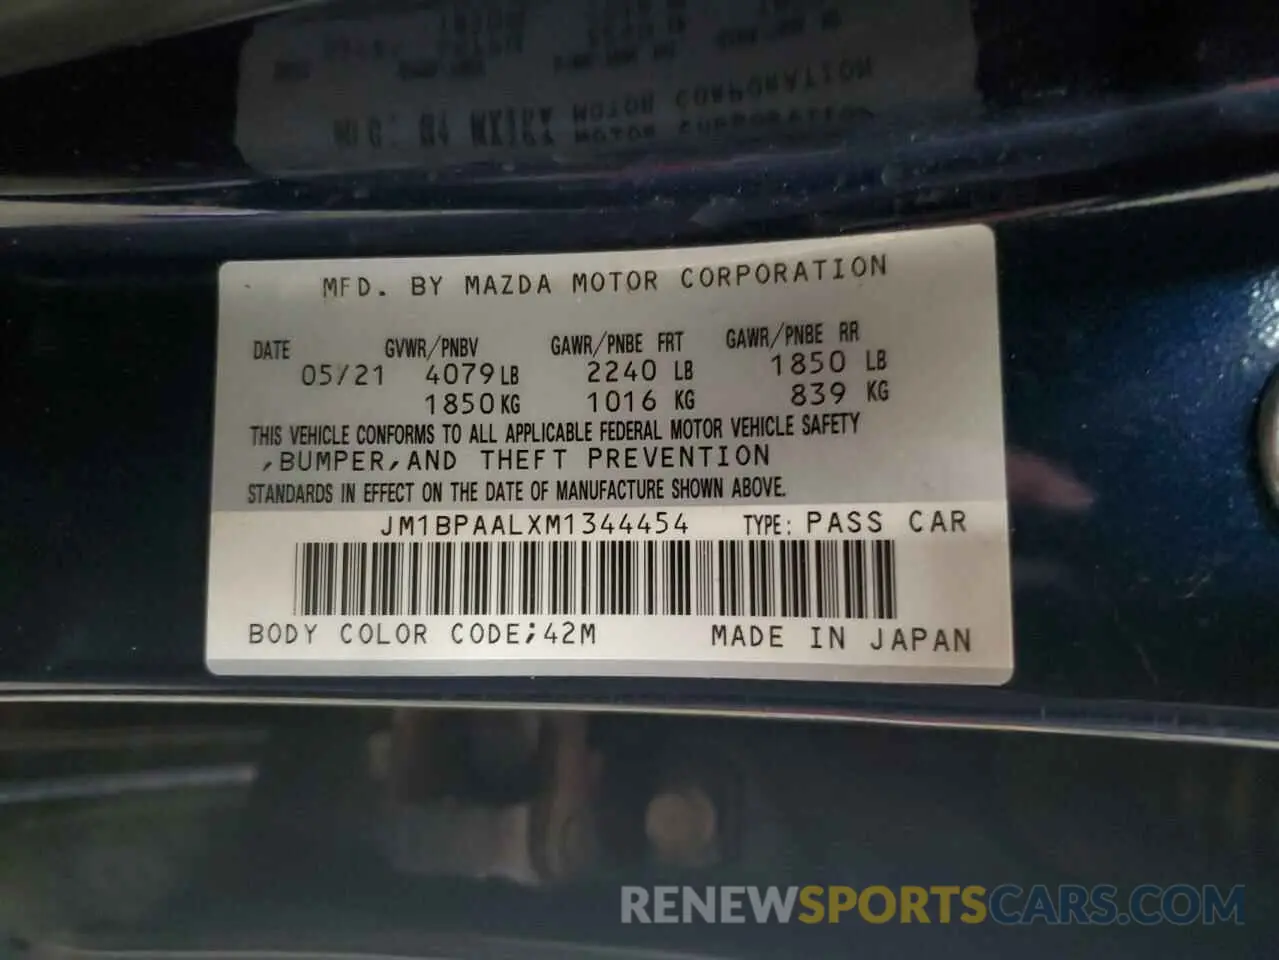 MFD. BY MAZDA MOTOR CORPORATION
DATE GVWR/PNBV GAWR/PNBE FRT GAWR/PNBE RR
05/21 4079 LB 2240 LB 1850 LB
1850 KG 1016 KG 839 KG
THIS VEHICLE CONFORMS TO ALL APPLICABLE FEDERAL MOTOR VEHICLE SAFETY
,BUMPER,AND THEFT PREVENTION
STANDARDS IN EFFECT ON THE DATE OF MANUFACTURE SHOWN ABOVE.
JM1BPAALXM1344454 TYPE: PASS CAR
BODY COLOR CODE;42M MADE IN JAPAN
RENEWSPORTSCARS.COM